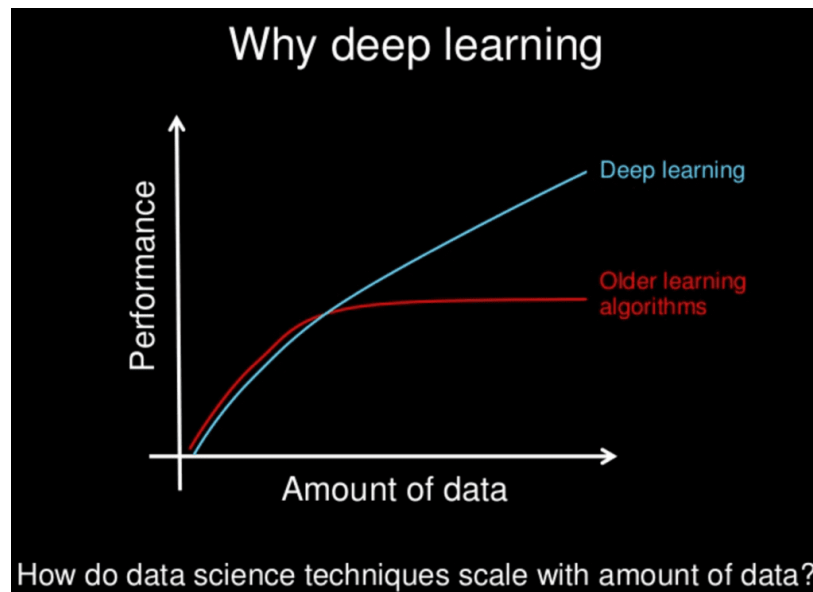 Why deep learning
Performance
Deep learning
Older learning
algorithms
Amount of data
How do data science techniques scale with amount of data?